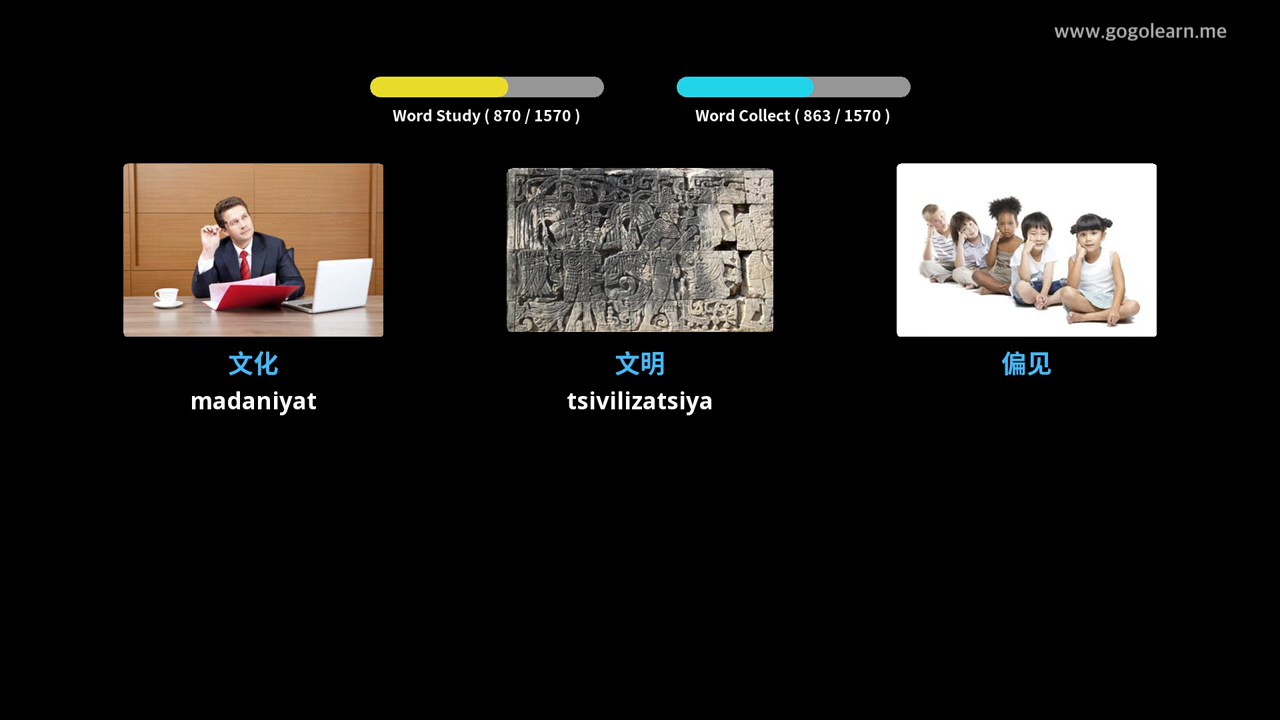 www.gogolearn.me
Word Study ( 870 / 1570 )
Word Collect ( 863 / 1570 )
文化
文明
偏见
madaniyat
tsivilizatsiya